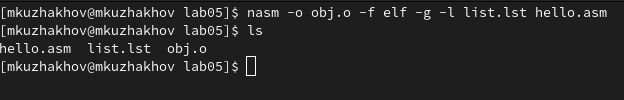 [mkuzhakhov@mkuzhakhov lab05]$ nasm -o obj.o -f elf -g -l list.lst hello.asm
[mkuzhakhov@mkuzhakhov lab05]$ ls
hello.asm  list.lst  obj.o
[mkuzhakhov@mkuzhakhov lab05]$